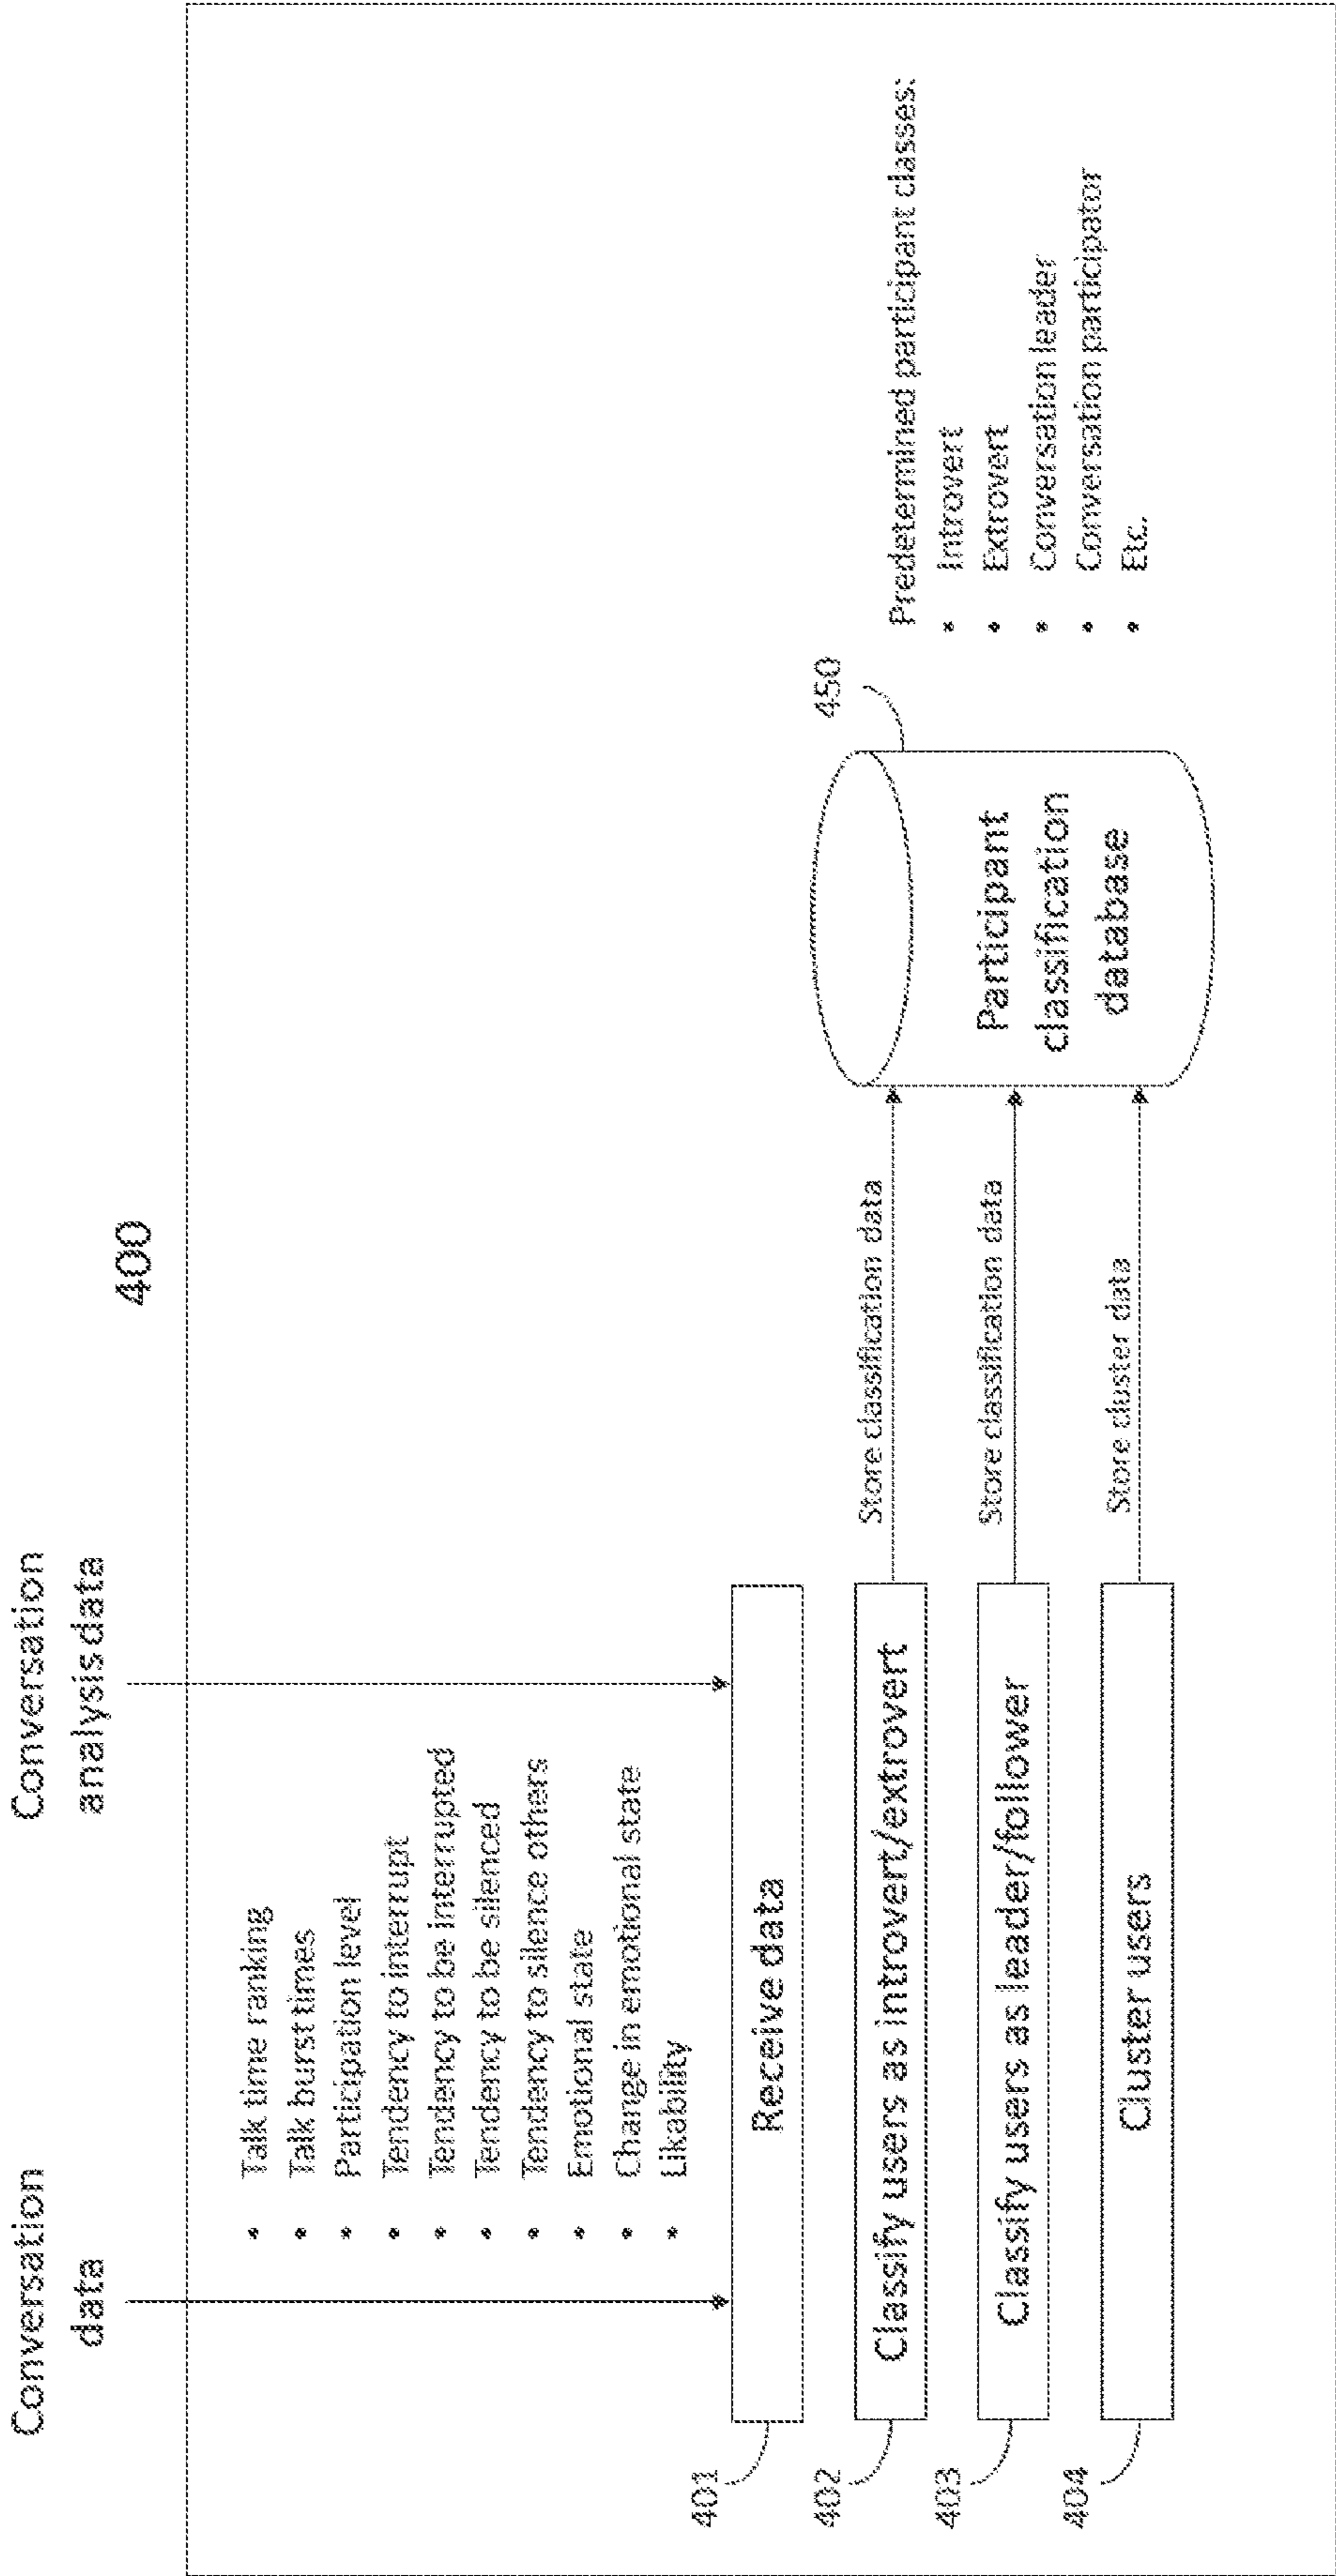 400
Conversation
data
Conversation
analysis data
• Talk time ranking
• Talk burst times
• Participation level
• Tendency to interrupt
• Tendency to be interrupted
• Tendency to be silenced
• Tendency to silence others
• Emotional state
• Change in emotional state
• Likability
401
Receive data
402
Classify users as introvert/extrovert
Store classification data
403
Classify users as leader/follower
Store classification data
404
Cluster users
Store cluster data
450
Participant
classification
database
Predetermined participant classes:
• Introvert
• Extrovert
• Conversation leader
• Conversation participator
• Etc.